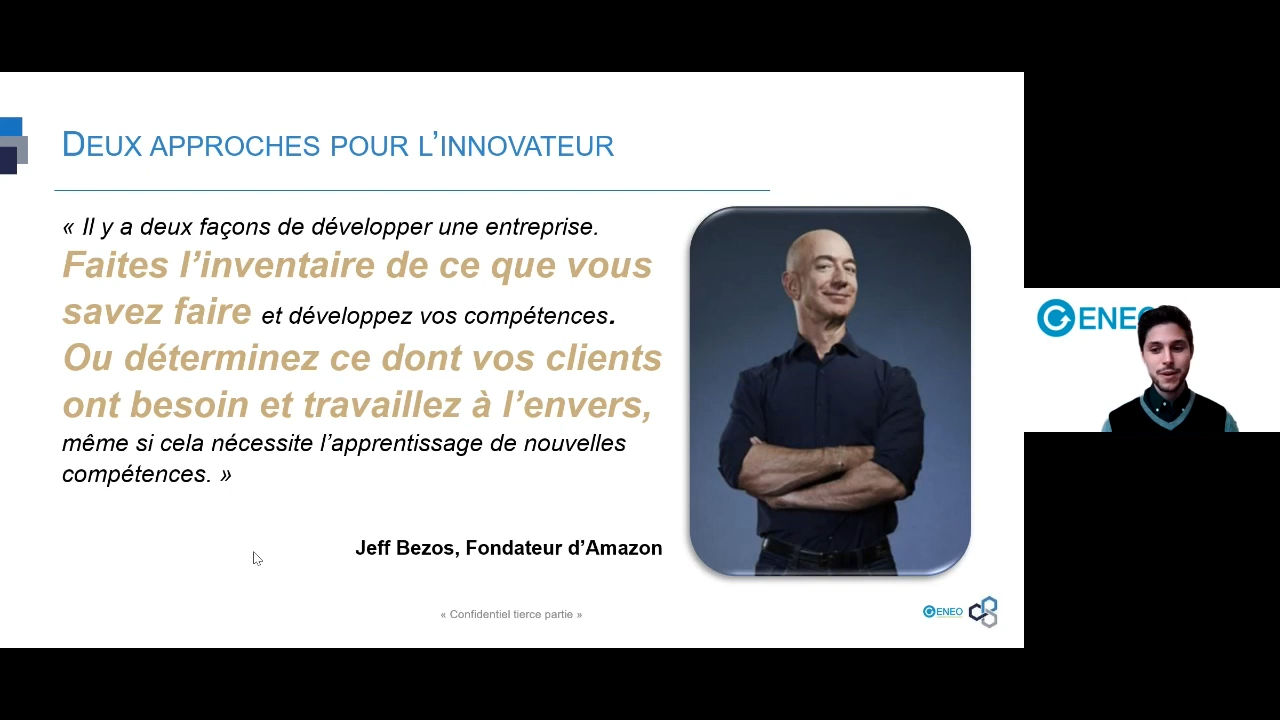 DEUX APPROCHES POUR L’INNOVATEUR
« Il y a deux façons de développer une entreprise.
Faites l’inventaire de ce que vous
savez faire et développez vos compétences.
Ou déterminez ce dont vos clients
ont besoin et travaillez à l’envers,
même si cela nécessite l’apprentissage de nouvelles
compétences. »
Jeff Bezos, Fondateur d’Amazon
« Confidentiel tierce partie »
GENEO
GENEO